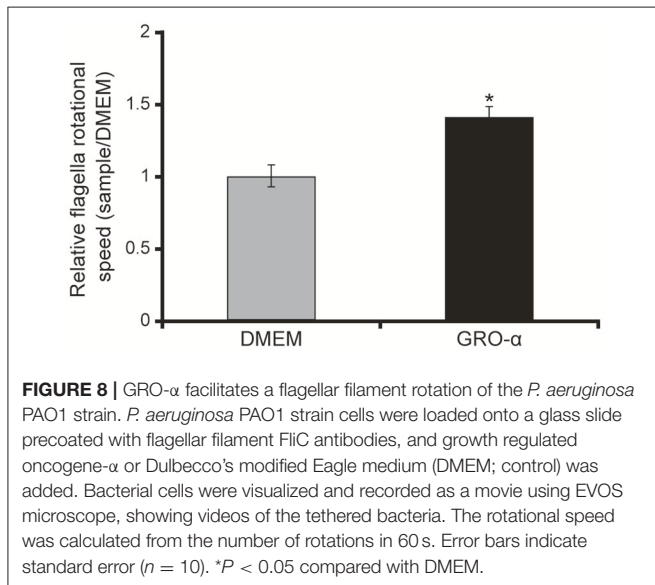 2
1.5
1
0.5
0
Relative flagella rotational
speed (sample/DMEM)
*
DMEM
GRO-α
FIGURE 8 | GRO-α facilitates a flagellar filament rotation of the P. aeruginosa
PAO1 strain. P. aeruginosa PAO1 strain cells were loaded onto a glass slide
precoated with flagellar filament FliC antibodies, and growth regulated
oncogene-α or Dulbecco's modified Eagle medium (DMEM; control) was
added. Bacterial cells were visualized and recorded as a movie using EVOS
microscope, showing videos of the tethered bacteria. The rotational speed
was calculated from the number of rotations in 60 s. Error bars indicate
standard error (n = 10). *P < 0.05 compared with DMEM.